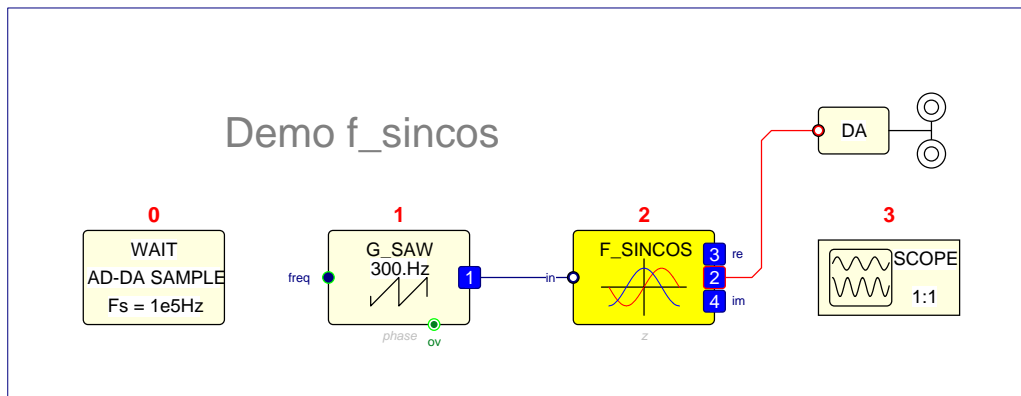 DA
Demo f_sincos
0
1
2
3
WAIT
AD-DA SAMPLE
Fs = 1e5Hz
freq
G_SAW
300.Hz
1
phase
ov
in
F_SINCOS
3
re
2
4
im
z
SCOPE
1:1